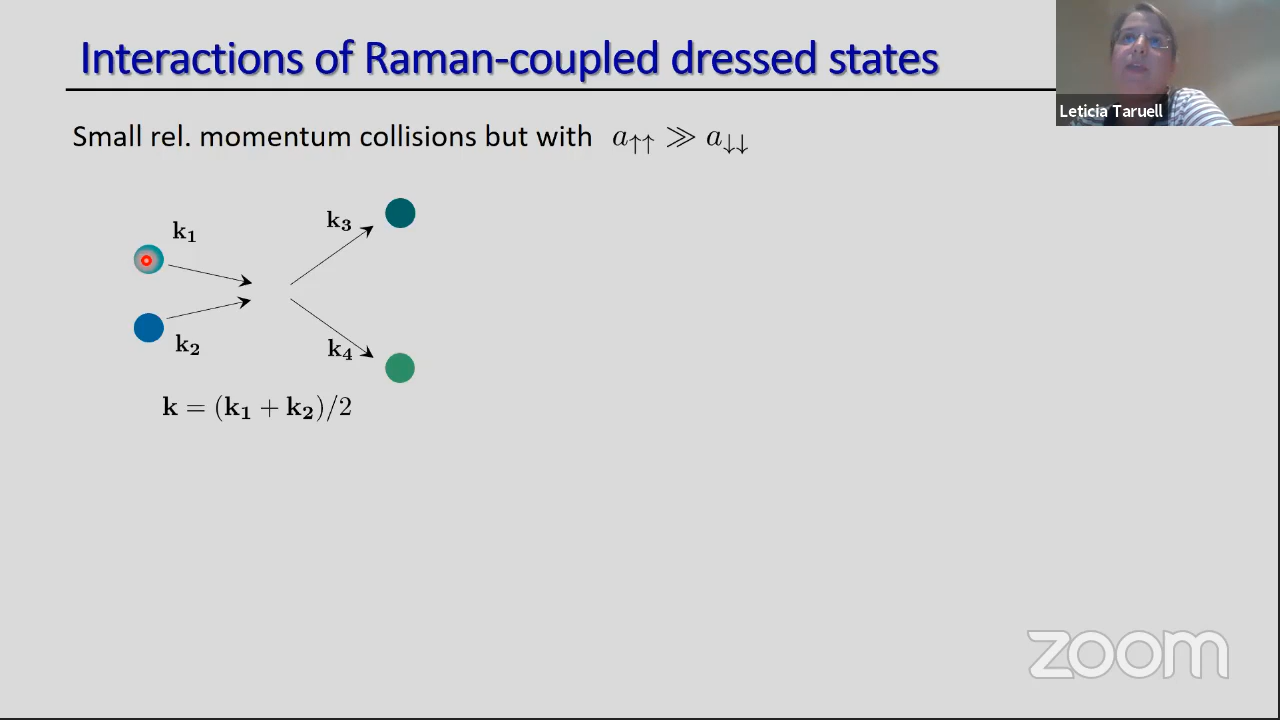 Interactions of Raman-coupled dressed states
Leticia Taruell
Small rel. momentum collisions but with a↑↑ ≫ a↓↓
k₁
k₃
k₂
k₄
k = (k₁ + k₂)/2
zoom